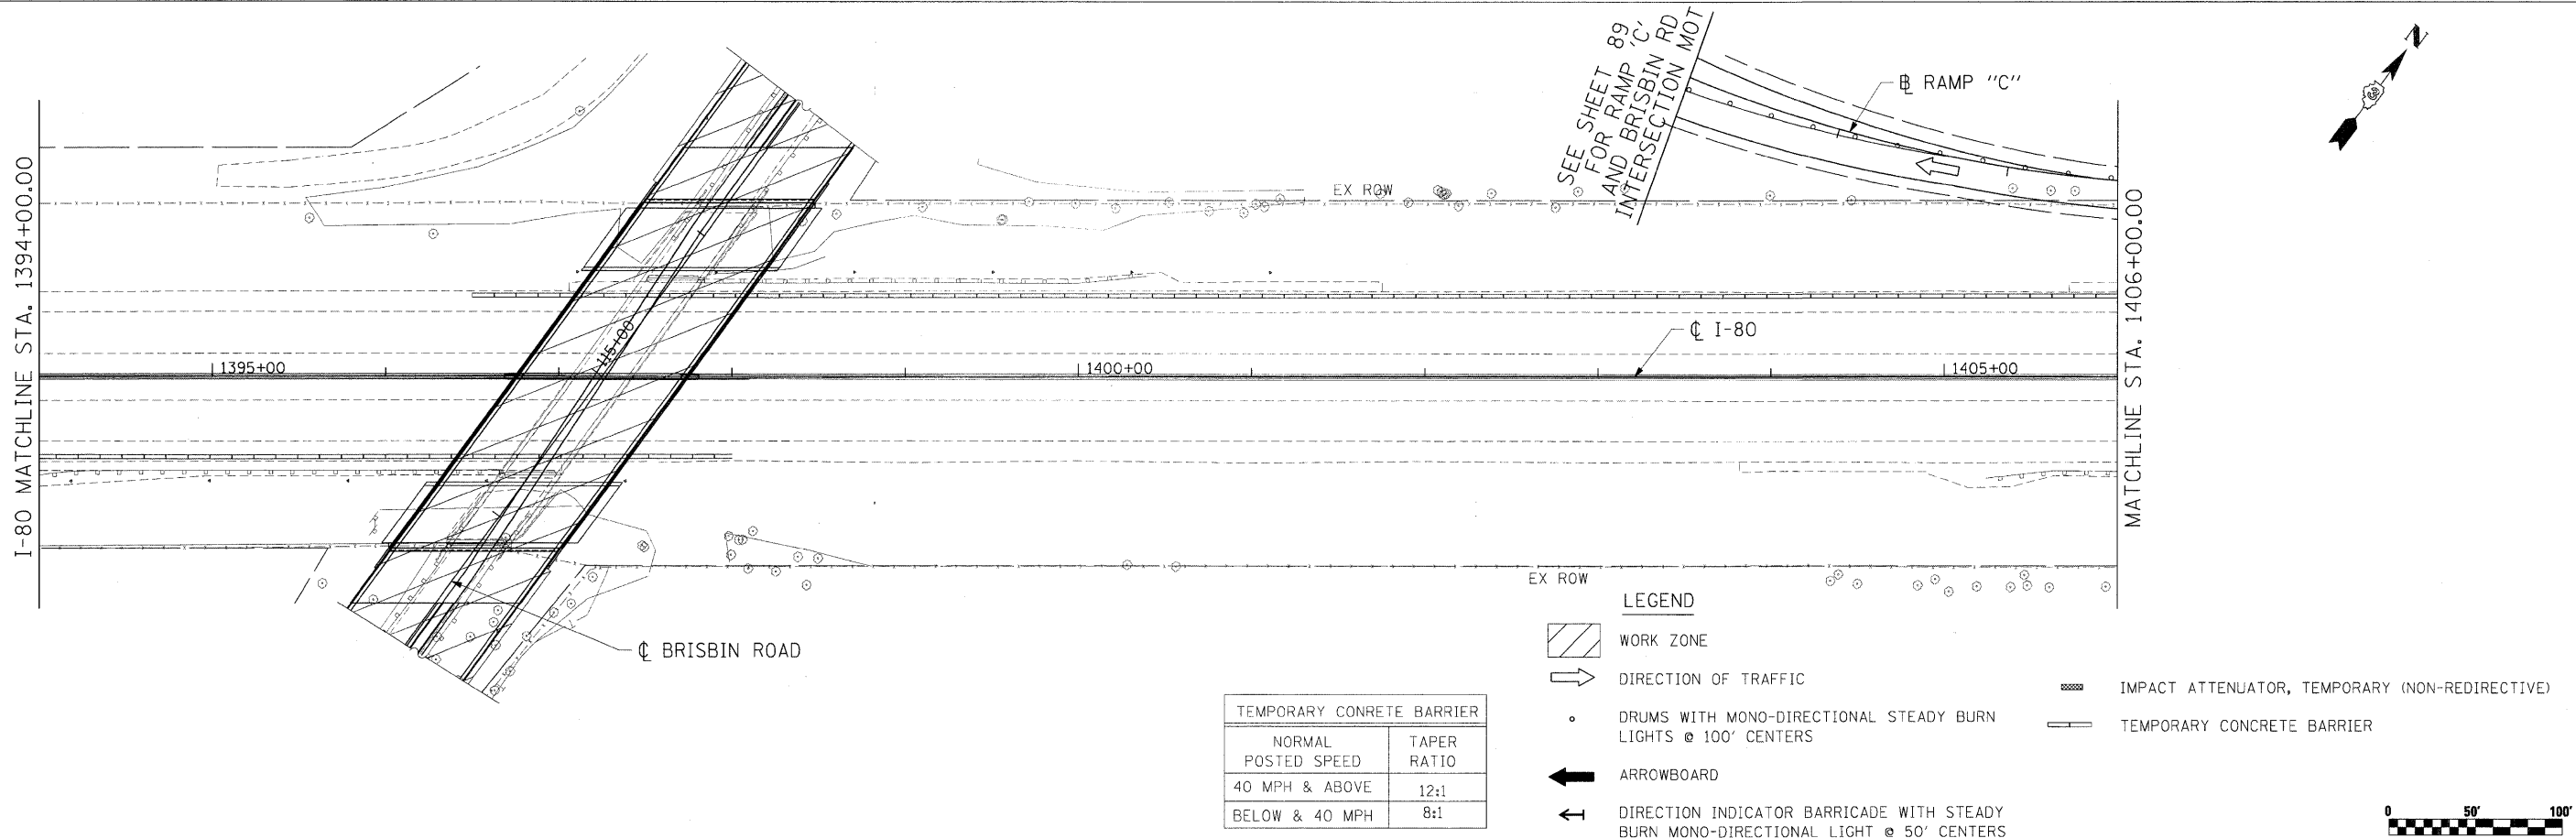 I-80 MATCHLINE STA. 1394+00.00
SEE SHEET 89
FOR RAMP 'C'
AND BRISBIN RD
INTERSECTION MOT
℄ RAMP "C"
N
EX ROW
115+00
℄ I-80
1395+00
1400+00
1405+00
MATCHLINE STA. 1406+00.00
EX ROW
℄ BRISBIN ROAD
LEGEND
WORK ZONE
DIRECTION OF TRAFFIC
DRUMS WITH MONO-DIRECTIONAL STEADY BURN
LIGHTS @ 100' CENTERS
ARROWBOARD
DIRECTION INDICATOR BARRICADE WITH STEADY
BURN MONO-DIRECTIONAL LIGHT @ 50' CENTERS
IMPACT ATTENUATOR, TEMPORARY (NON-REDIRECTIVE)
TEMPORARY CONCRETE BARRIER
TEMPORARY CONRETE BARRIER
NORMAL POSTED SPEED
TAPER RATIO
40 MPH & ABOVE 12:1
BELOW & 40 MPH 8:1
0 50' 100'